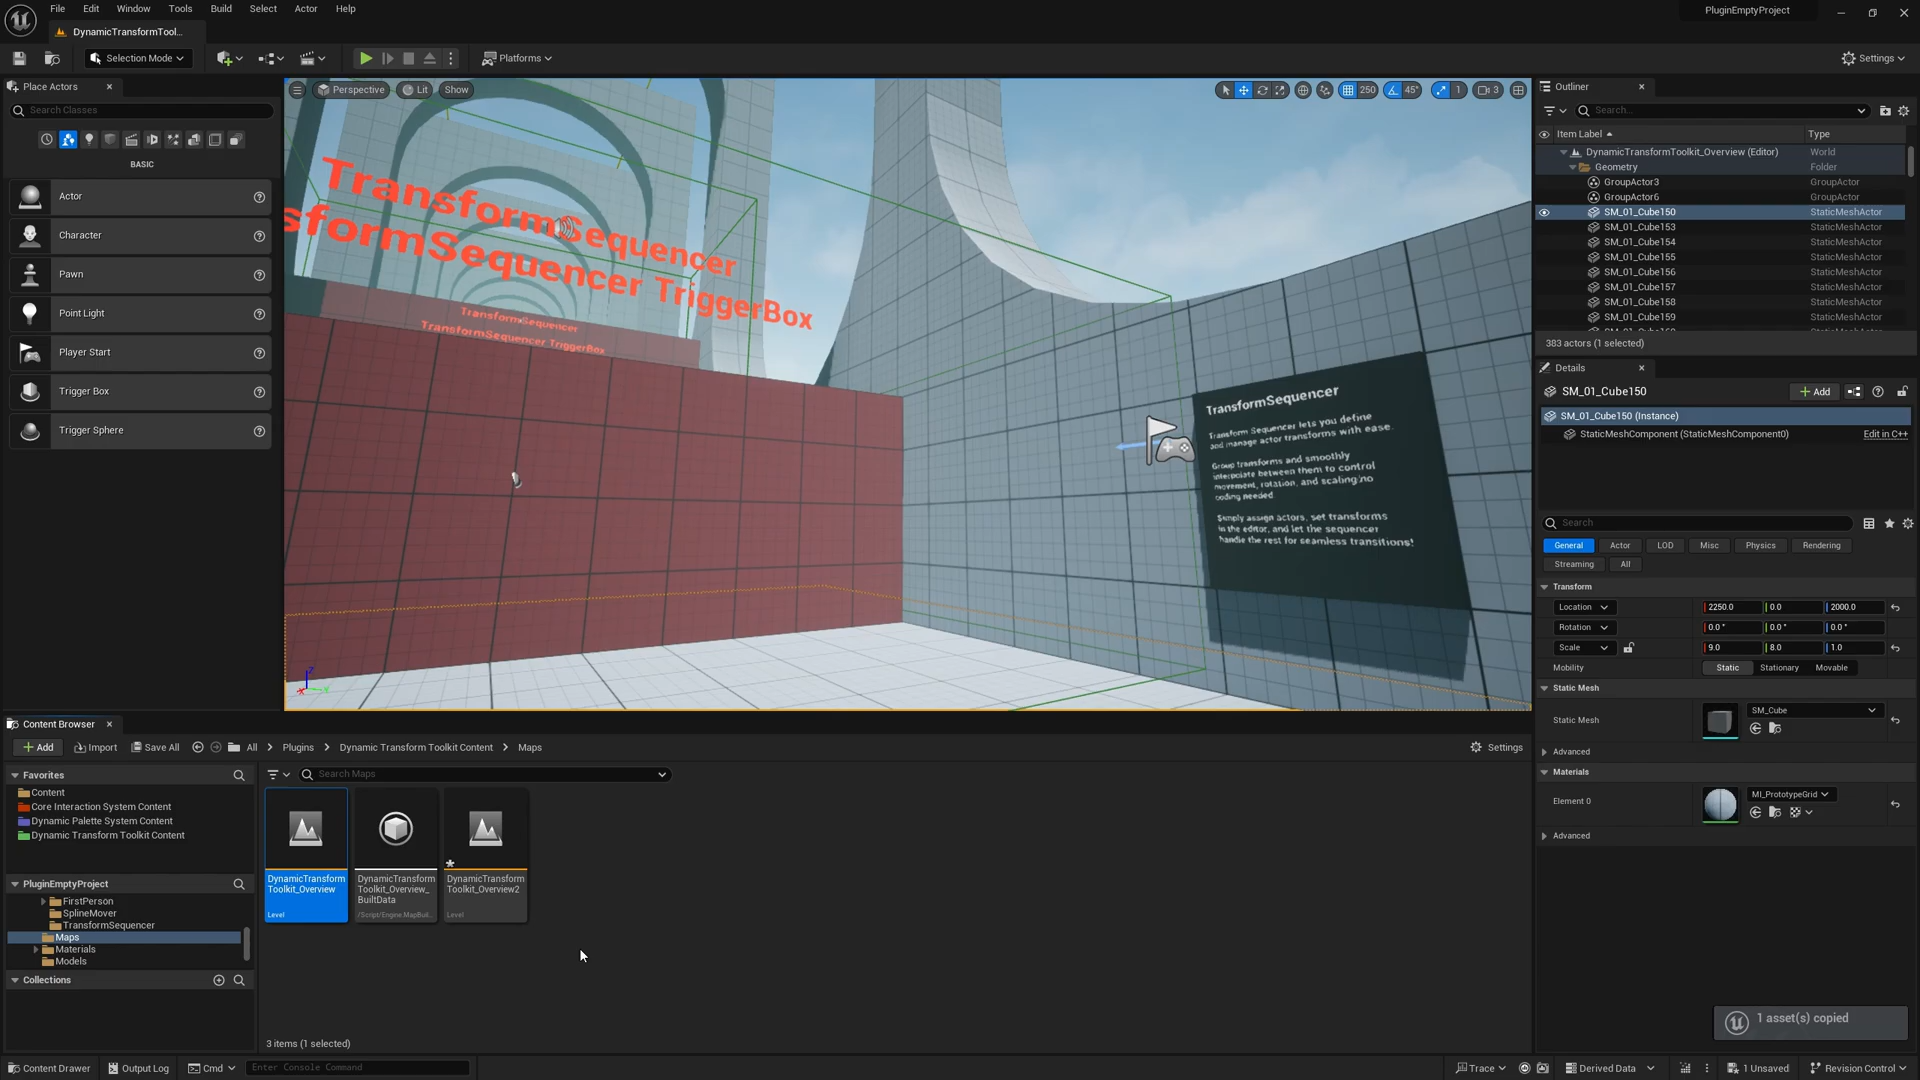 File Edit Window Tools Build Select Actor Help
PluginEmptyProject
DynamicTransformTool...
Selection Mode
Platforms
Settings
Place Actors
Search Classes
BASIC
Actor
Character
Pawn
Point Light
Player Start
Trigger Box
Trigger Sphere
Perspective Lit Show
250 45° 1 3
TransformSequencer
sformSequencer TriggerBox
TransformSequencer
TransformSequencer TriggerBox
TransformSequencer
Transform Sequencer lets you define
and manage actor transforms with ease.
Group transforms and smoothly
interpolate between them to control
movement, rotation, and scaling no
coding needed.
Simply assign actors, set transforms
in the editor, and let the sequencer
handle the rest for seamless transitions!
Outliner
Search...
Item Label Type
DynamicTransformToolkit_Overview (Editor) World
Geometry Folder
GroupActor3 GroupActor
GroupActor6 GroupActor
SM_01_Cube150 StaticMeshActor
SM_01_Cube153 StaticMeshActor
SM_01_Cube154 StaticMeshActor
SM_01_Cube155 StaticMeshActor
SM_01_Cube156 StaticMeshActor
SM_01_Cube157 StaticMeshActor
SM_01_Cube158 StaticMeshActor
SM_01_Cube159 StaticMeshActor
383 actors (1 selected)
Details
SM_01_Cube150
Add
SM_01_Cube150 (Instance)
StaticMeshComponent (StaticMeshComponent0) Edit in C++
Search
General Actor LOD Misc Physics Rendering
Streaming All
Transform
Location 2250.0 0.0 2000.0
Rotation 0.0° 0.0° 0.0°
Scale 9.0 8.0 1.0
Mobility Static Stationary Movable
Static Mesh
Static Mesh SM_Cube
Advanced
Materials
Element 0 MI_PrototypeGrid
Advanced
Content Browser
Add Import Save All All Plugins Dynamic Transform Toolkit Content Maps Settings
Favorites
Content
Core Interaction System Content
Dynamic Palette System Content
Dynamic Transform Toolkit Content
PluginEmptyProject
FirstPerson
SplineMover
TransformSequencer
Maps
Materials
Models
Collections
Search Maps
DynamicTransform
Toolkit_Overview
Level
DynamicTransform
Toolkit_Overview_
BuiltData
/Script/Engine.MapBuil...
DynamicTransform
Toolkit_Overview2
Level
3 items (1 selected)
1 asset(s) copied
Content Drawer Output Log Cmd Enter Console Command
Trace Derived Data 1 Unsaved Revision Control